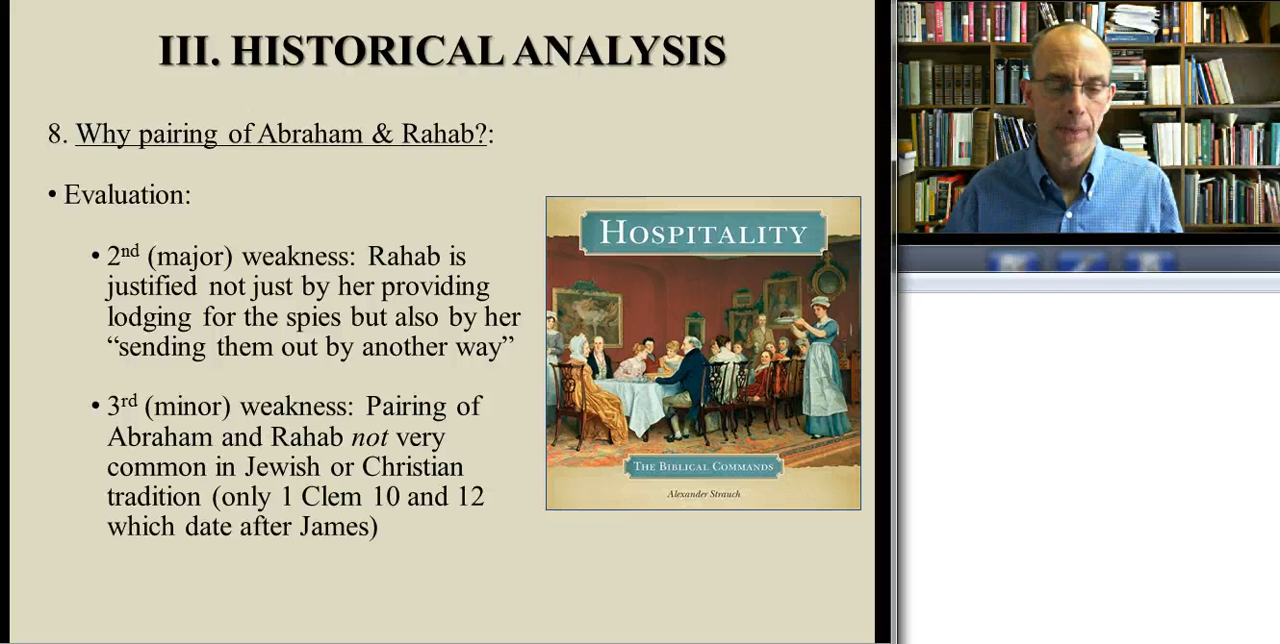 III. HISTORICAL ANALYSIS
8. Why pairing of Abraham & Rahab?:
• Evaluation:
• 2nd (major) weakness: Rahab is
justified not just by her providing
lodging for the spies but also by her
“sending them out by another way”
• 3rd (minor) weakness: Pairing of
Abraham and Rahab not very
common in Jewish or Christian
tradition (only 1 Clem 10 and 12
which date after James)
HOSPITALITY
THE BIBLICAL COMMANDS
Alexander Strauch